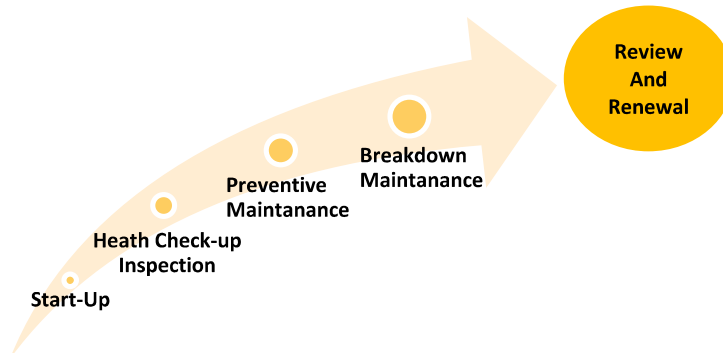 Start-Up
Heath Check-up
Inspection
Preventive
Maintanance
Breakdown
Maintanance
Review
And
Renewal